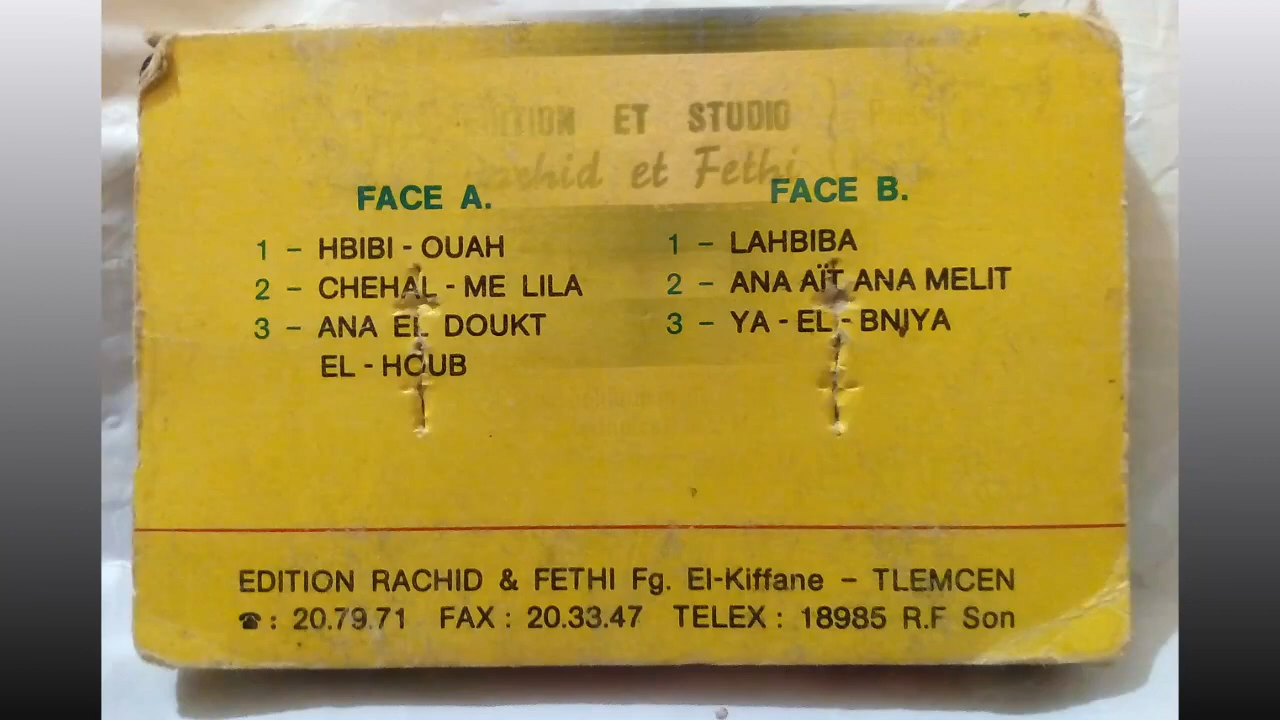 ET STUDIO
et Fethi
FACE A.
1 - HBIBI - OUAH
2 - CHEHAL - ME LILA
3 - ANA EL DOUKT
EL - HOUB
FACE B.
1 - LAHBIBA
2 - ANA AÏT ANA MELIT
3 - YA - EL - BNIYA
EDITION RACHID & FETHI Fg. El-Kiffane - TLEMCEN
☎ : 20.79.71 FAX : 20.33.47 TELEX : 18985 R.F Son